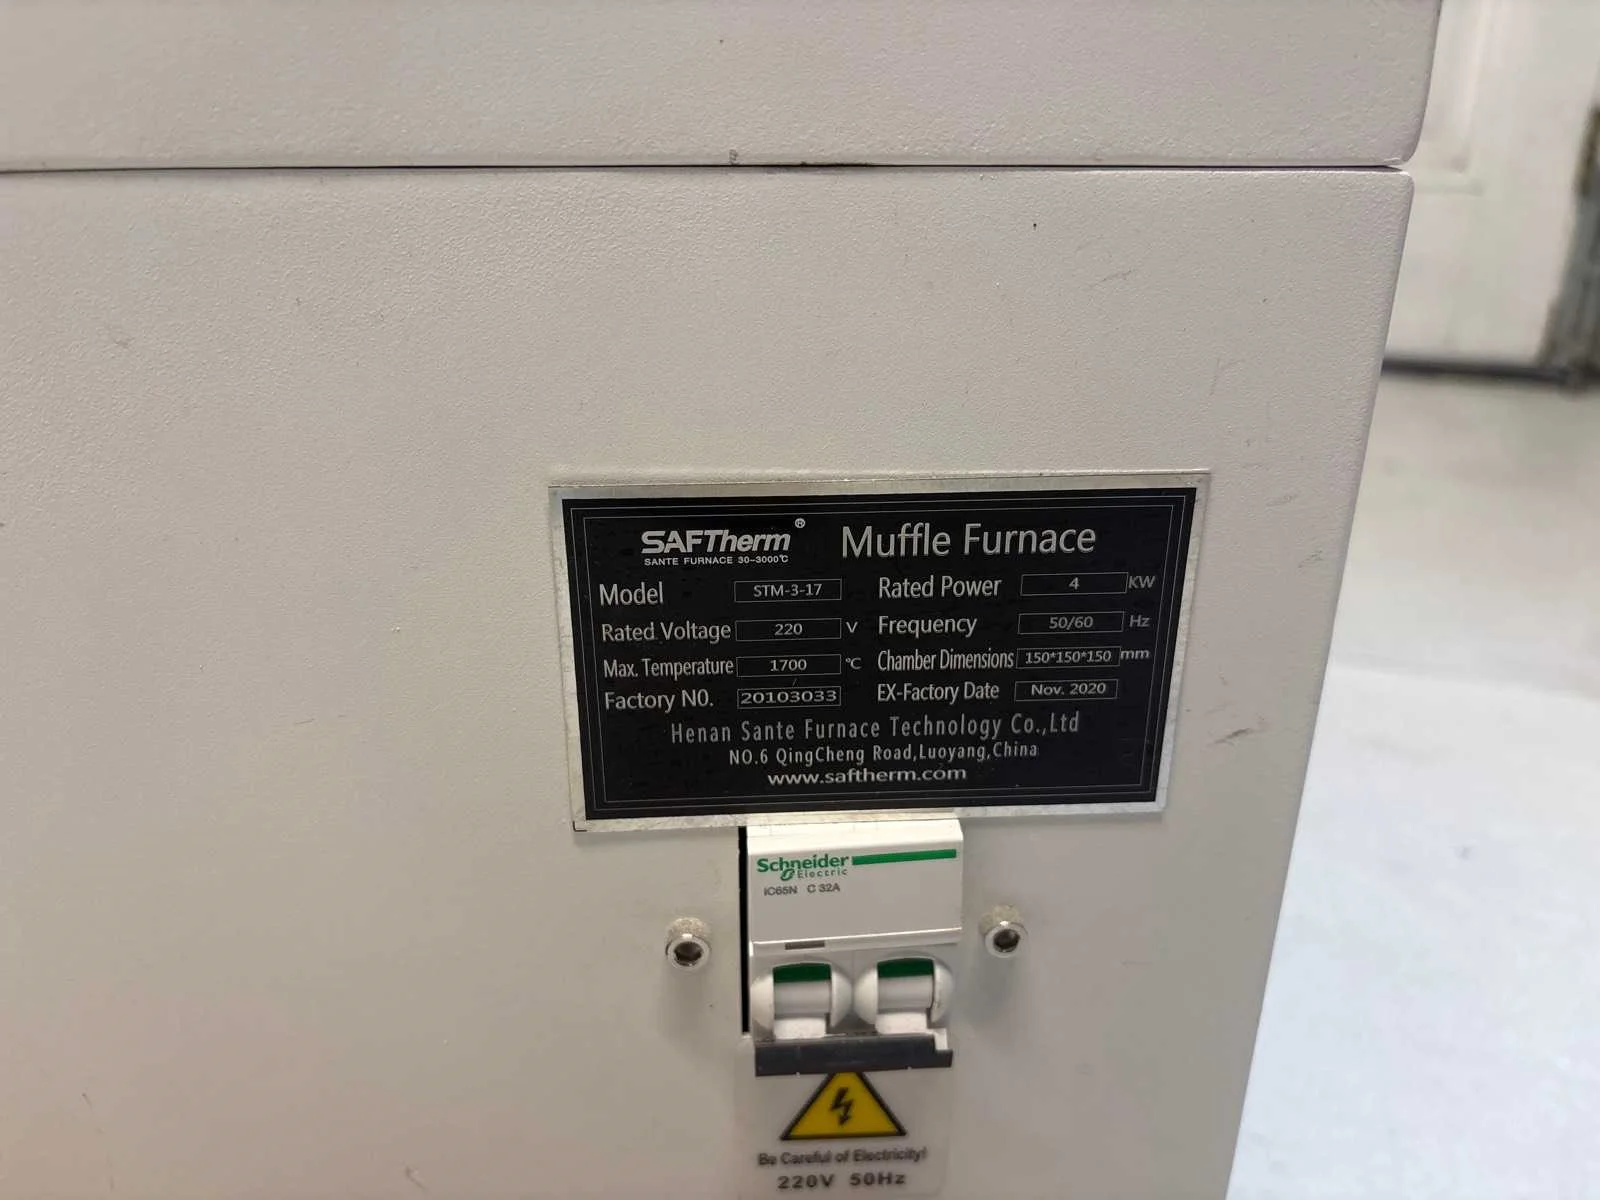 SAFTherm® Muffle Furnace
SANTE FURNACE 30-3000℃
Model STM-3-17 Rated Power 4 KW
Rated Voltage 220 V Frequency 50/60 Hz
Max. Temperature 1700 ℃ Chamber Dimensions 150*150*150 mm
Factory NO. 20103033 EX-Factory Date Nov. 2020
Henan Sante Furnace Technology Co.,Ltd
NO.6 QingCheng Road,Luoyang,China
www.saftherm.com
Schneider
Electric
iC65N C 32A
Be Careful of Electricity!
220V 50Hz